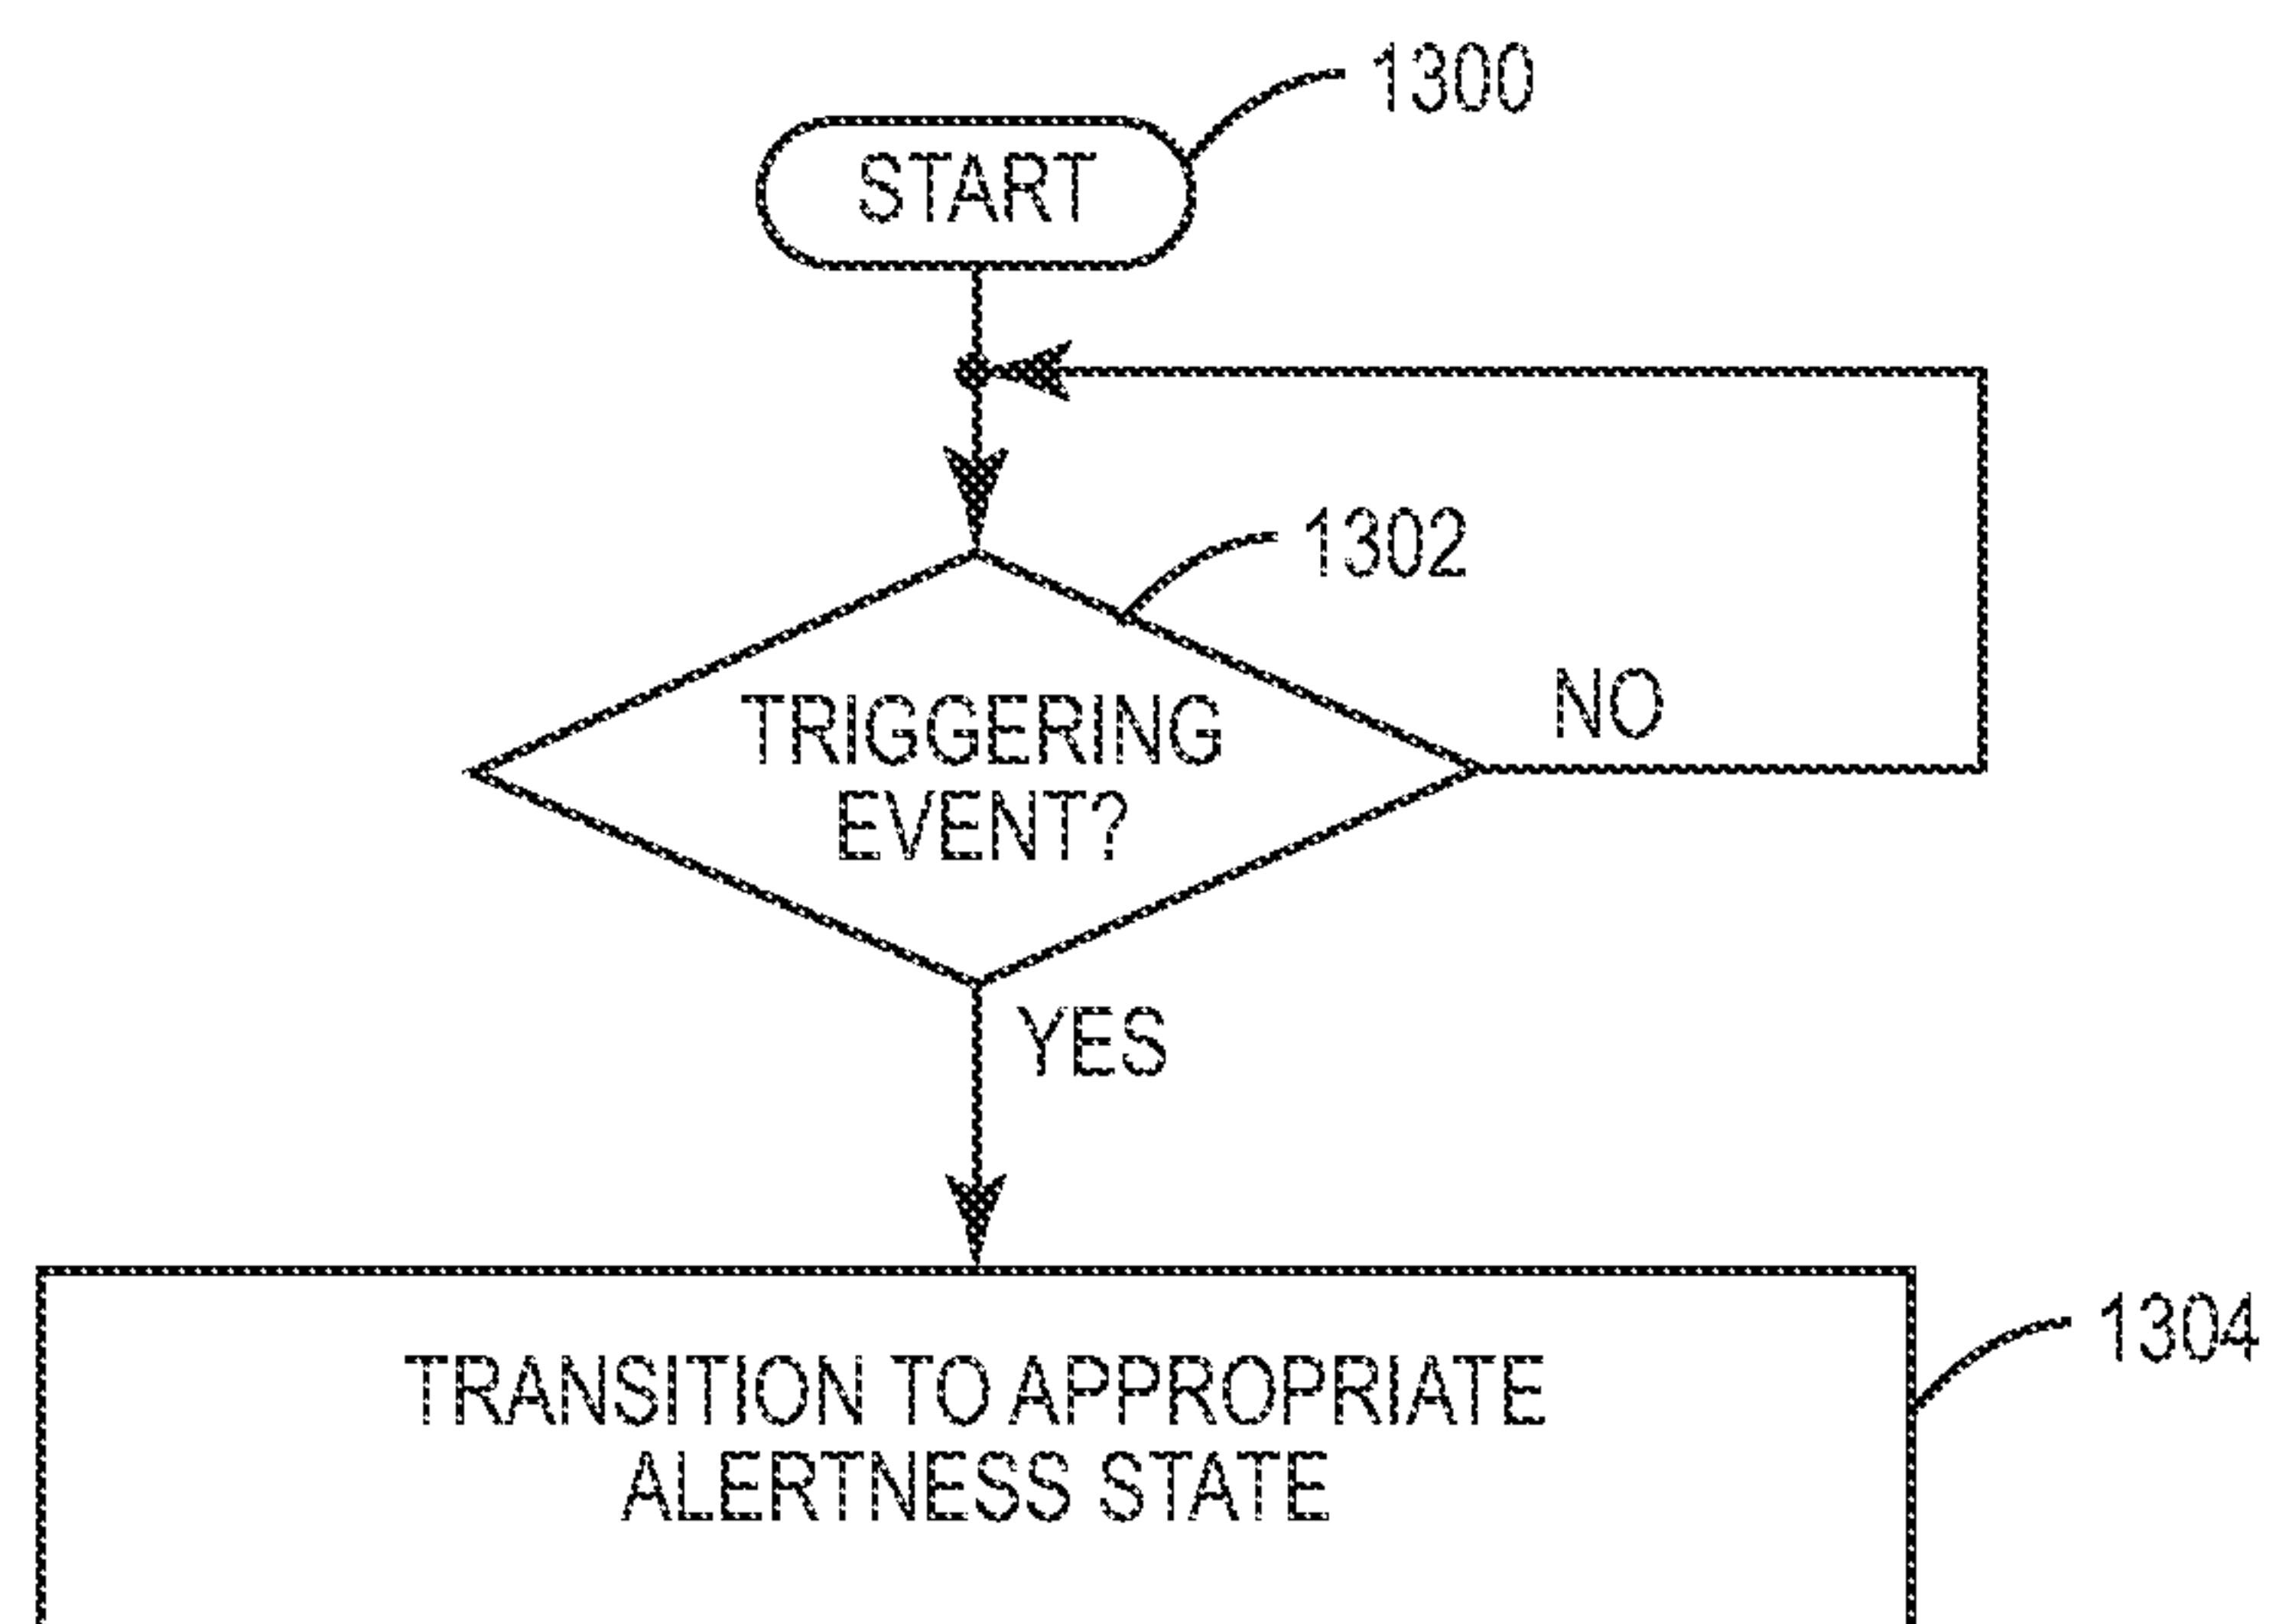 1300
START
1302
TRIGGERING
EVENT?
NO
YES
1304
TRANSITION TO APPROPRIATE
ALERTNESS STATE